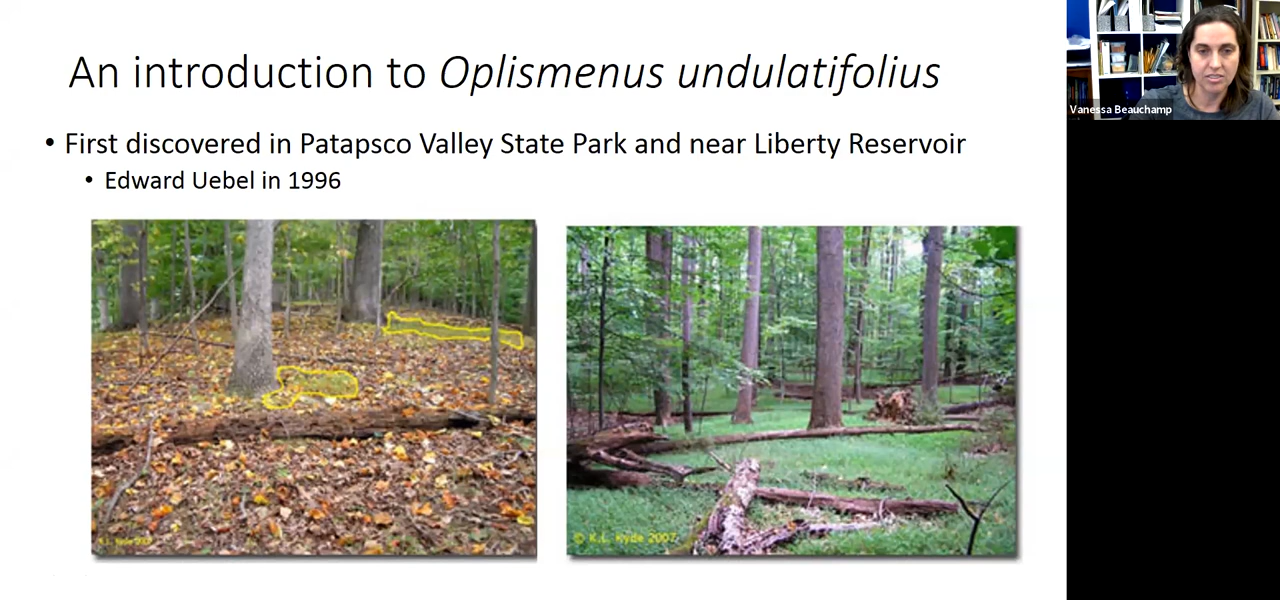 An introduction to Oplismenus undulatifolius
• First discovered in Patapsco Valley State Park and near Liberty Reservoir
• Edward Uebel in 1996
Vanessa Beauchamp
© K.L. Kyde 2007